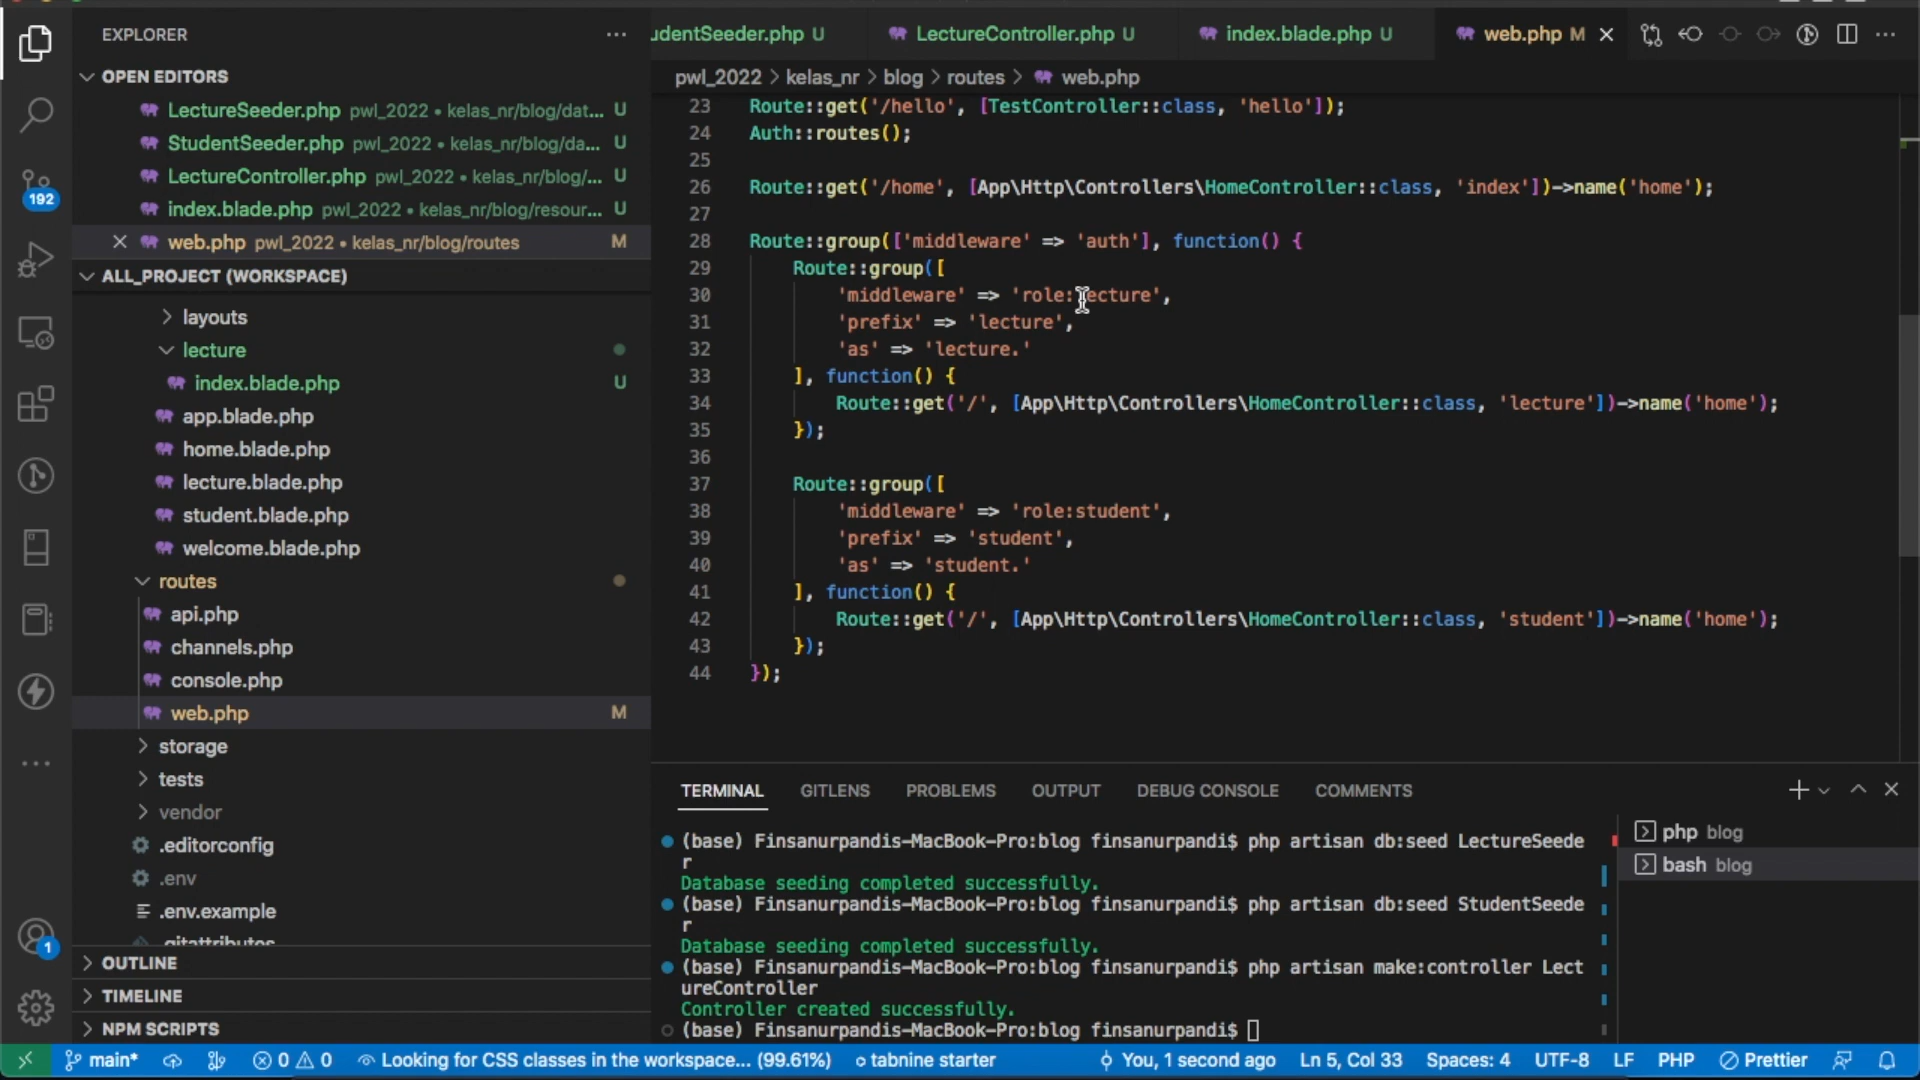 EXPLORER
OPEN EDITORS
LectureSeeder.php pwl_2022 • kelas_nr/blog/dat... U
StudentSeeder.php pwl_2022 • kelas_nr/blog/da... U
LectureController.php pwl_2022 • kelas_nr/blog/... U
index.blade.php pwl_2022 • kelas_nr/blog/resour... U
web.php pwl_2022 • kelas_nr/blog/routes M
ALL_PROJECT (WORKSPACE)
layouts
lecture
index.blade.php U
app.blade.php
home.blade.php
lecture.blade.php
student.blade.php
welcome.blade.php
routes
api.php
channels.php
console.php
web.php M
storage
tests
vendor
.editorconfig
.env
.env.example
.gitattributes
OUTLINE
TIMELINE
NPM SCRIPTS
192
1
udentSeeder.php U LectureController.php U index.blade.php U web.php M
pwl_2022 > kelas_nr > blog > routes > web.php
23 Route::get('/hello', [TestController::class, 'hello']);
24 Auth::routes();
25
26 Route::get('/home', [App\Http\Controllers\HomeController::class, 'index'])->name('home');
27
28 Route::group(['middleware' => 'auth'], function() {
29 Route::group([
30 'middleware' => 'role:lecture',
31 'prefix' => 'lecture',
32 'as' => 'lecture.'
33 ], function() {
34 Route::get('/', [App\Http\Controllers\HomeController::class, 'lecture'])->name('home');
35 });
36
37 Route::group([
38 'middleware' => 'role:student',
39 'prefix' => 'student',
40 'as' => 'student.'
41 ], function() {
42 Route::get('/', [App\Http\Controllers\HomeController::class, 'student'])->name('home');
43 });
44 });
TERMINAL GITLENS PROBLEMS OUTPUT DEBUG CONSOLE COMMENTS
(base) Finsanurpandis-MacBook-Pro:blog finsanurpandi$ php artisan db:seed LectureSeede
r
Database seeding completed successfully.
(base) Finsanurpandis-MacBook-Pro:blog finsanurpandi$ php artisan db:seed StudentSeede
r
Database seeding completed successfully.
(base) Finsanurpandis-MacBook-Pro:blog finsanurpandi$ php artisan make:controller Lect
ureController
Controller created successfully.
(base) Finsanurpandis-MacBook-Pro:blog finsanurpandi$
php blog
bash blog
main* 0 0 Looking for CSS classes in the workspace... (99.61%) tabnine starter You, 1 second ago Ln 5, Col 33 Spaces: 4 UTF-8 LF PHP Prettier